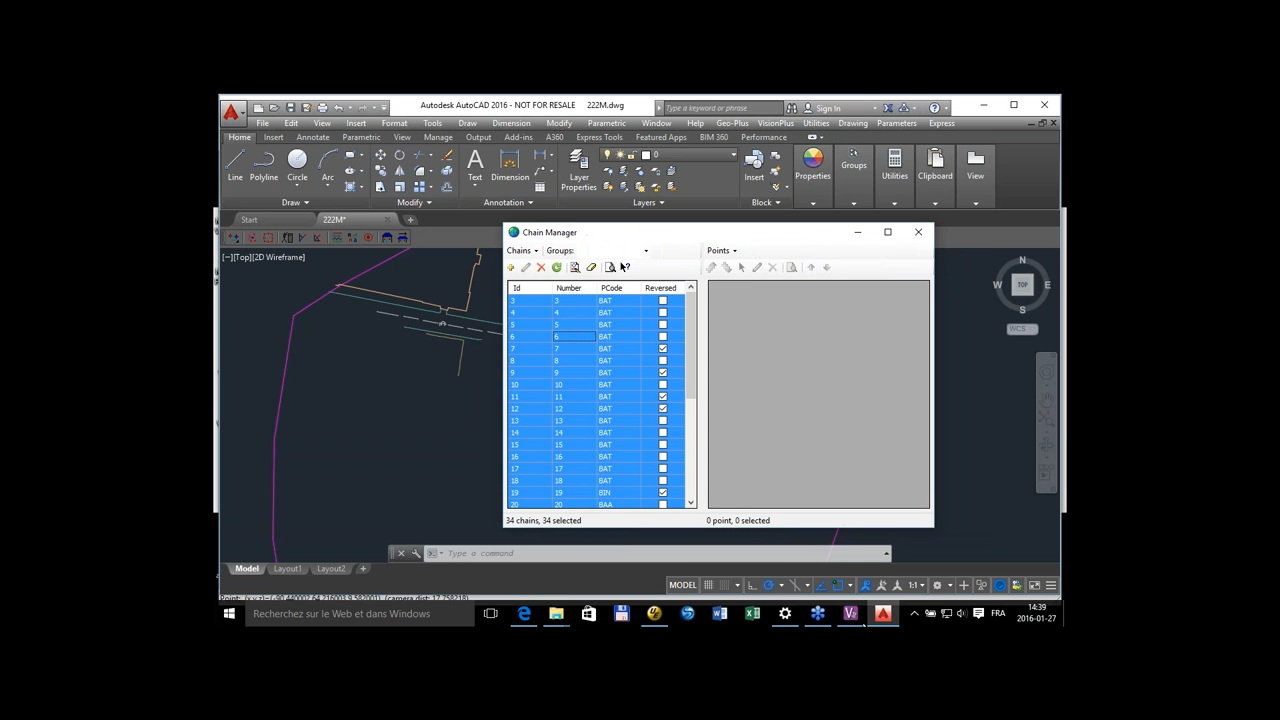 Autodesk AutoCAD 2016 - NOT FOR RESALE 222M.dwg
Type a keyword or phrase
Sign In
File Edit View Insert Format Tools Draw Dimension Modify Parametric Window Help Geo-Plus VisionPlus Utilities Drawing Parameters Express
Home Insert Annotate Parametric View Manage Output Add-ins A360 Express Tools Featured Apps BIM 360 Performance
Line Polyline Circle Arc
Text Dimension
Layer Properties
0
Insert
Properties Groups Utilities Clipboard View
Draw Modify Annotation Layers Block
Start 222M*
[−][Top][2D Wireframe]
N
W TOP E
S
WCS
Chain Manager
Chains Groups: Points
Id Number PCode Reversed
3 3 BAT
4 4 BAT
5 5 BAT
6 6 BAT
7 7 BAT
8 8 BAT
9 9 BAT
10 10 BAT
11 11 BAT
12 12 BAT
13 13 BAT
14 14 BAT
15 15 BAT
16 16 BAT
17 17 BAT
18 18 BAT
19 19 BIN
20 20 BAA
34 chains, 34 selected
0 point, 0 selected
Type a command
Model Layout1 Layout2
MODEL 1:1
Recherchez sur le Web et dans Windows
FRA
14:39
2016-01-27